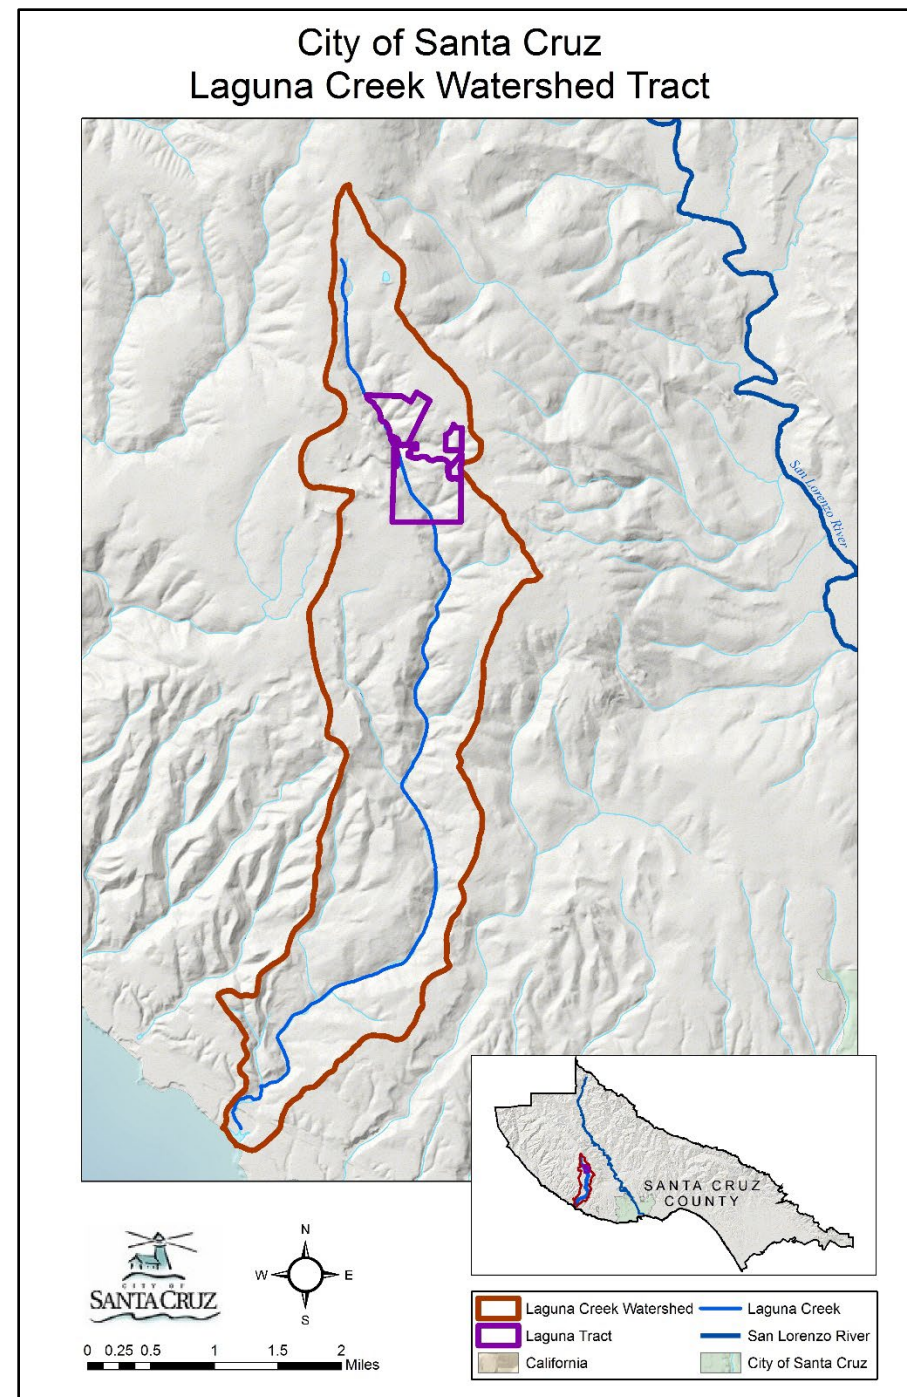 City of Santa Cruz
Laguna Creek Watershed Tract
San Lorenzo River
SANTA CRUZ
COUNTY
CITY OF
SANTA CRUZ
N
W E
S
0 0.25 0.5 1 1.5 2
Miles
Laguna Creek Watershed
Laguna Creek
Laguna Tract
San Lorenzo River
California
City of Santa Cruz